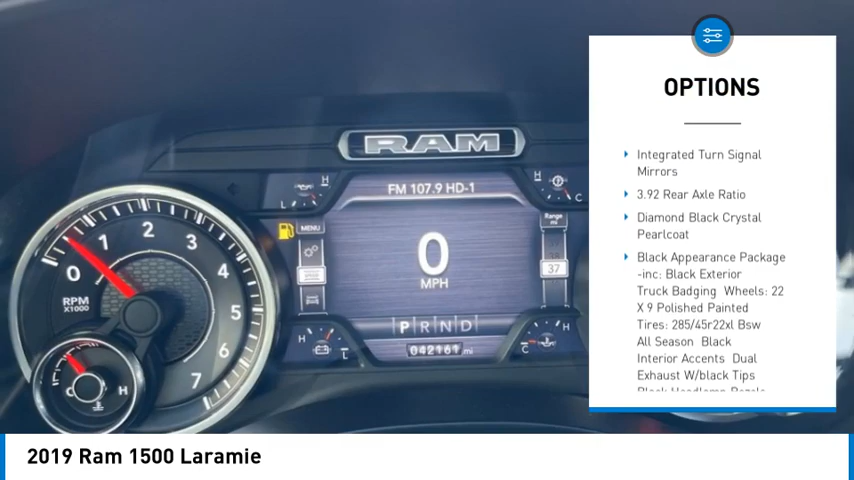 RAM
FM 107.9 HD-1
0
MPH
MENU
Range
mi
37
PRND
042161 mi
L
H
H
C
H
L
C
H
0
1
2
3
4
5
6
7
RPM
X1000
C
H
OPTIONS
Integrated Turn Signal
Mirrors
3.92 Rear Axle Ratio
Diamond Black Crystal
Pearlcoat
Black Appearance Package
-inc: Black Exterior
Truck Badging Wheels: 22
X 9 Polished Painted
Tires: 285/45r22xl Bsw
All Season Black
Interior Accents Dual
Exhaust W/black Tips
2019 Ram 1500 Laramie